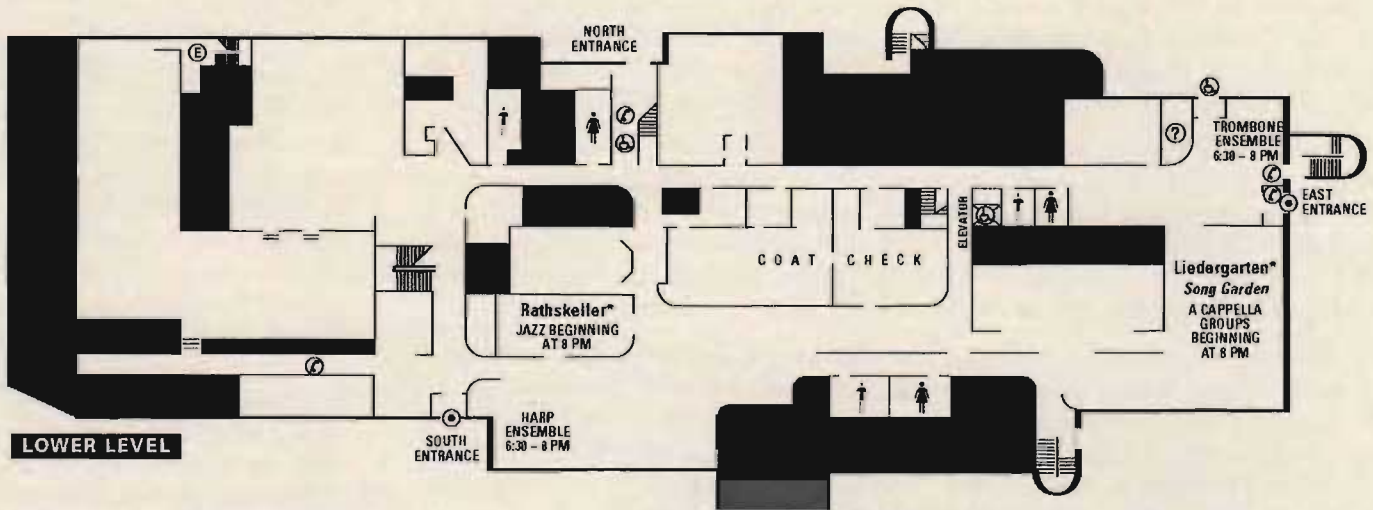 NORTH
ENTRANCE
E
?
TROMBONE
ENSEMBLE
6:30 – 8 PM
EAST
ENTRANCE
ELEVATOR
COAT CHECK
Liedergarten*
Song Garden
A CAPPELLA
GROUPS
BEGINNING
AT 8 PM
Rathskeller*
JAZZ BEGINNING
AT 8 PM
HARP
ENSEMBLE
6:30 – 8 PM
SOUTH
ENTRANCE
LOWER LEVEL